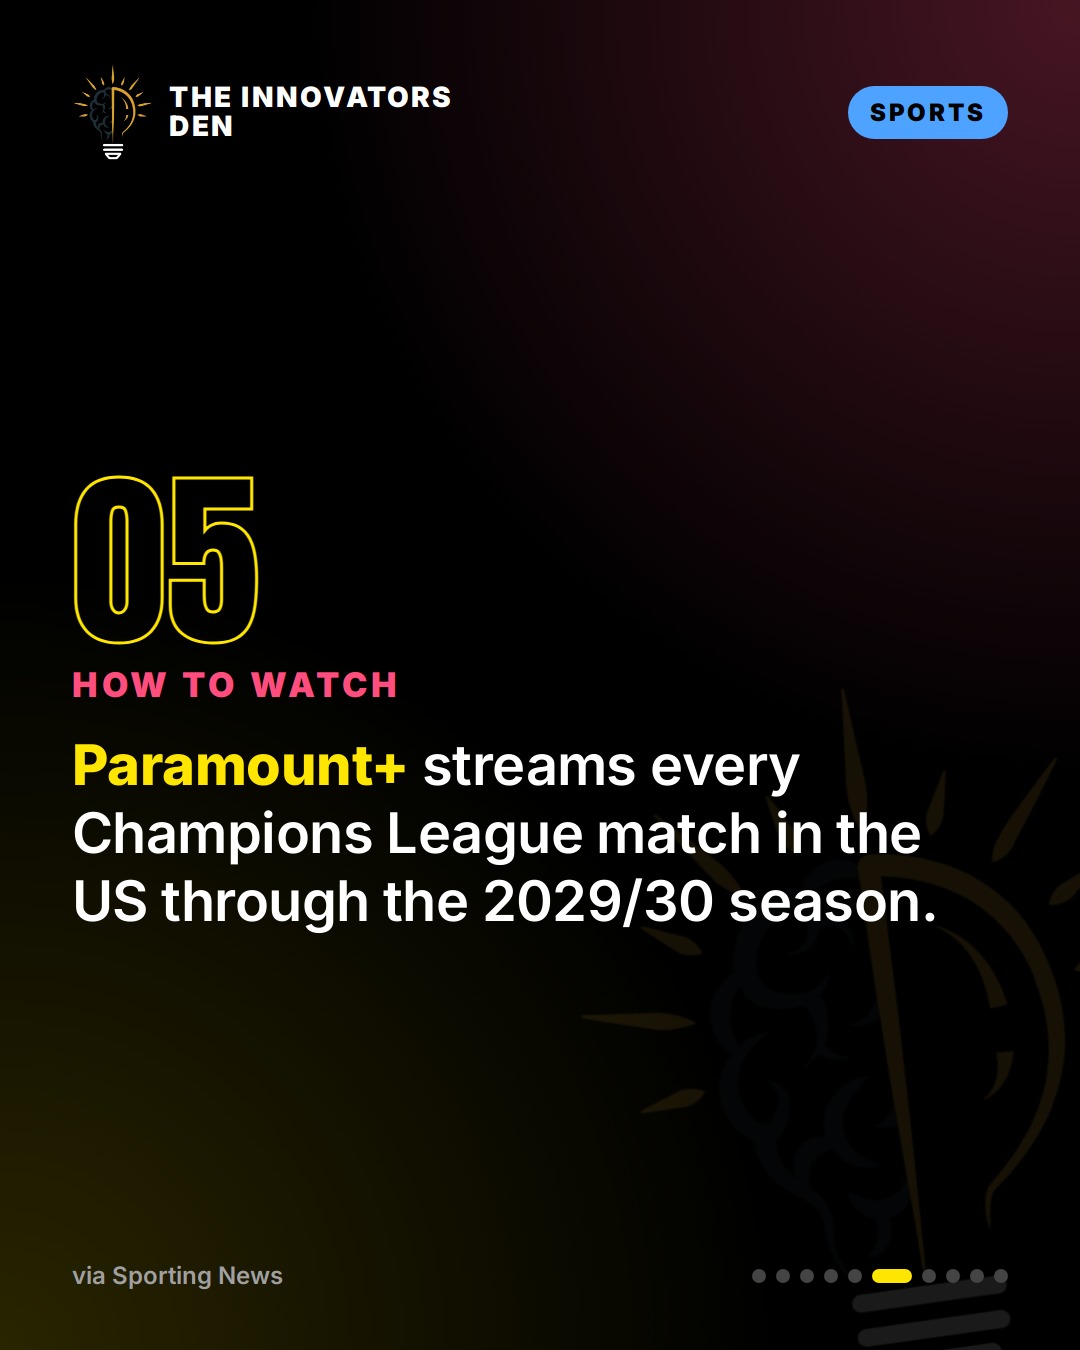 THE INNOVATORS
DEN
SPORTS
05
HOW TO WATCH
Paramount+ streams every
Champions League match in the
US through the 2029/30 season.
via Sporting News